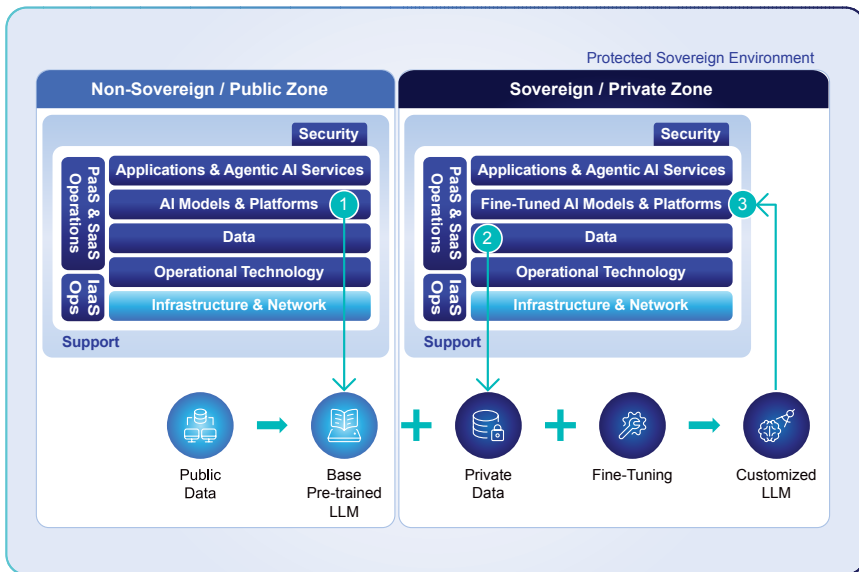 Protected Sovereign Environment
Non-Sovereign / Public Zone
Security
PaaS & SaaS
Operations
IaaS
Ops
Applications & Agentic AI Services
AI Models & Platforms
1
Data
Operational Technology
Infrastructure & Network
Support
Sovereign / Private Zone
Security
PaaS & SaaS
Operations
IaaS
Ops
Applications & Agentic AI Services
Fine-Tuned AI Models & Platforms
3
2
Data
Operational Technology
Infrastructure & Network
Support
Public
Data
Base
Pre-trained
LLM
Private
Data
Fine-Tuning
Customized
LLM